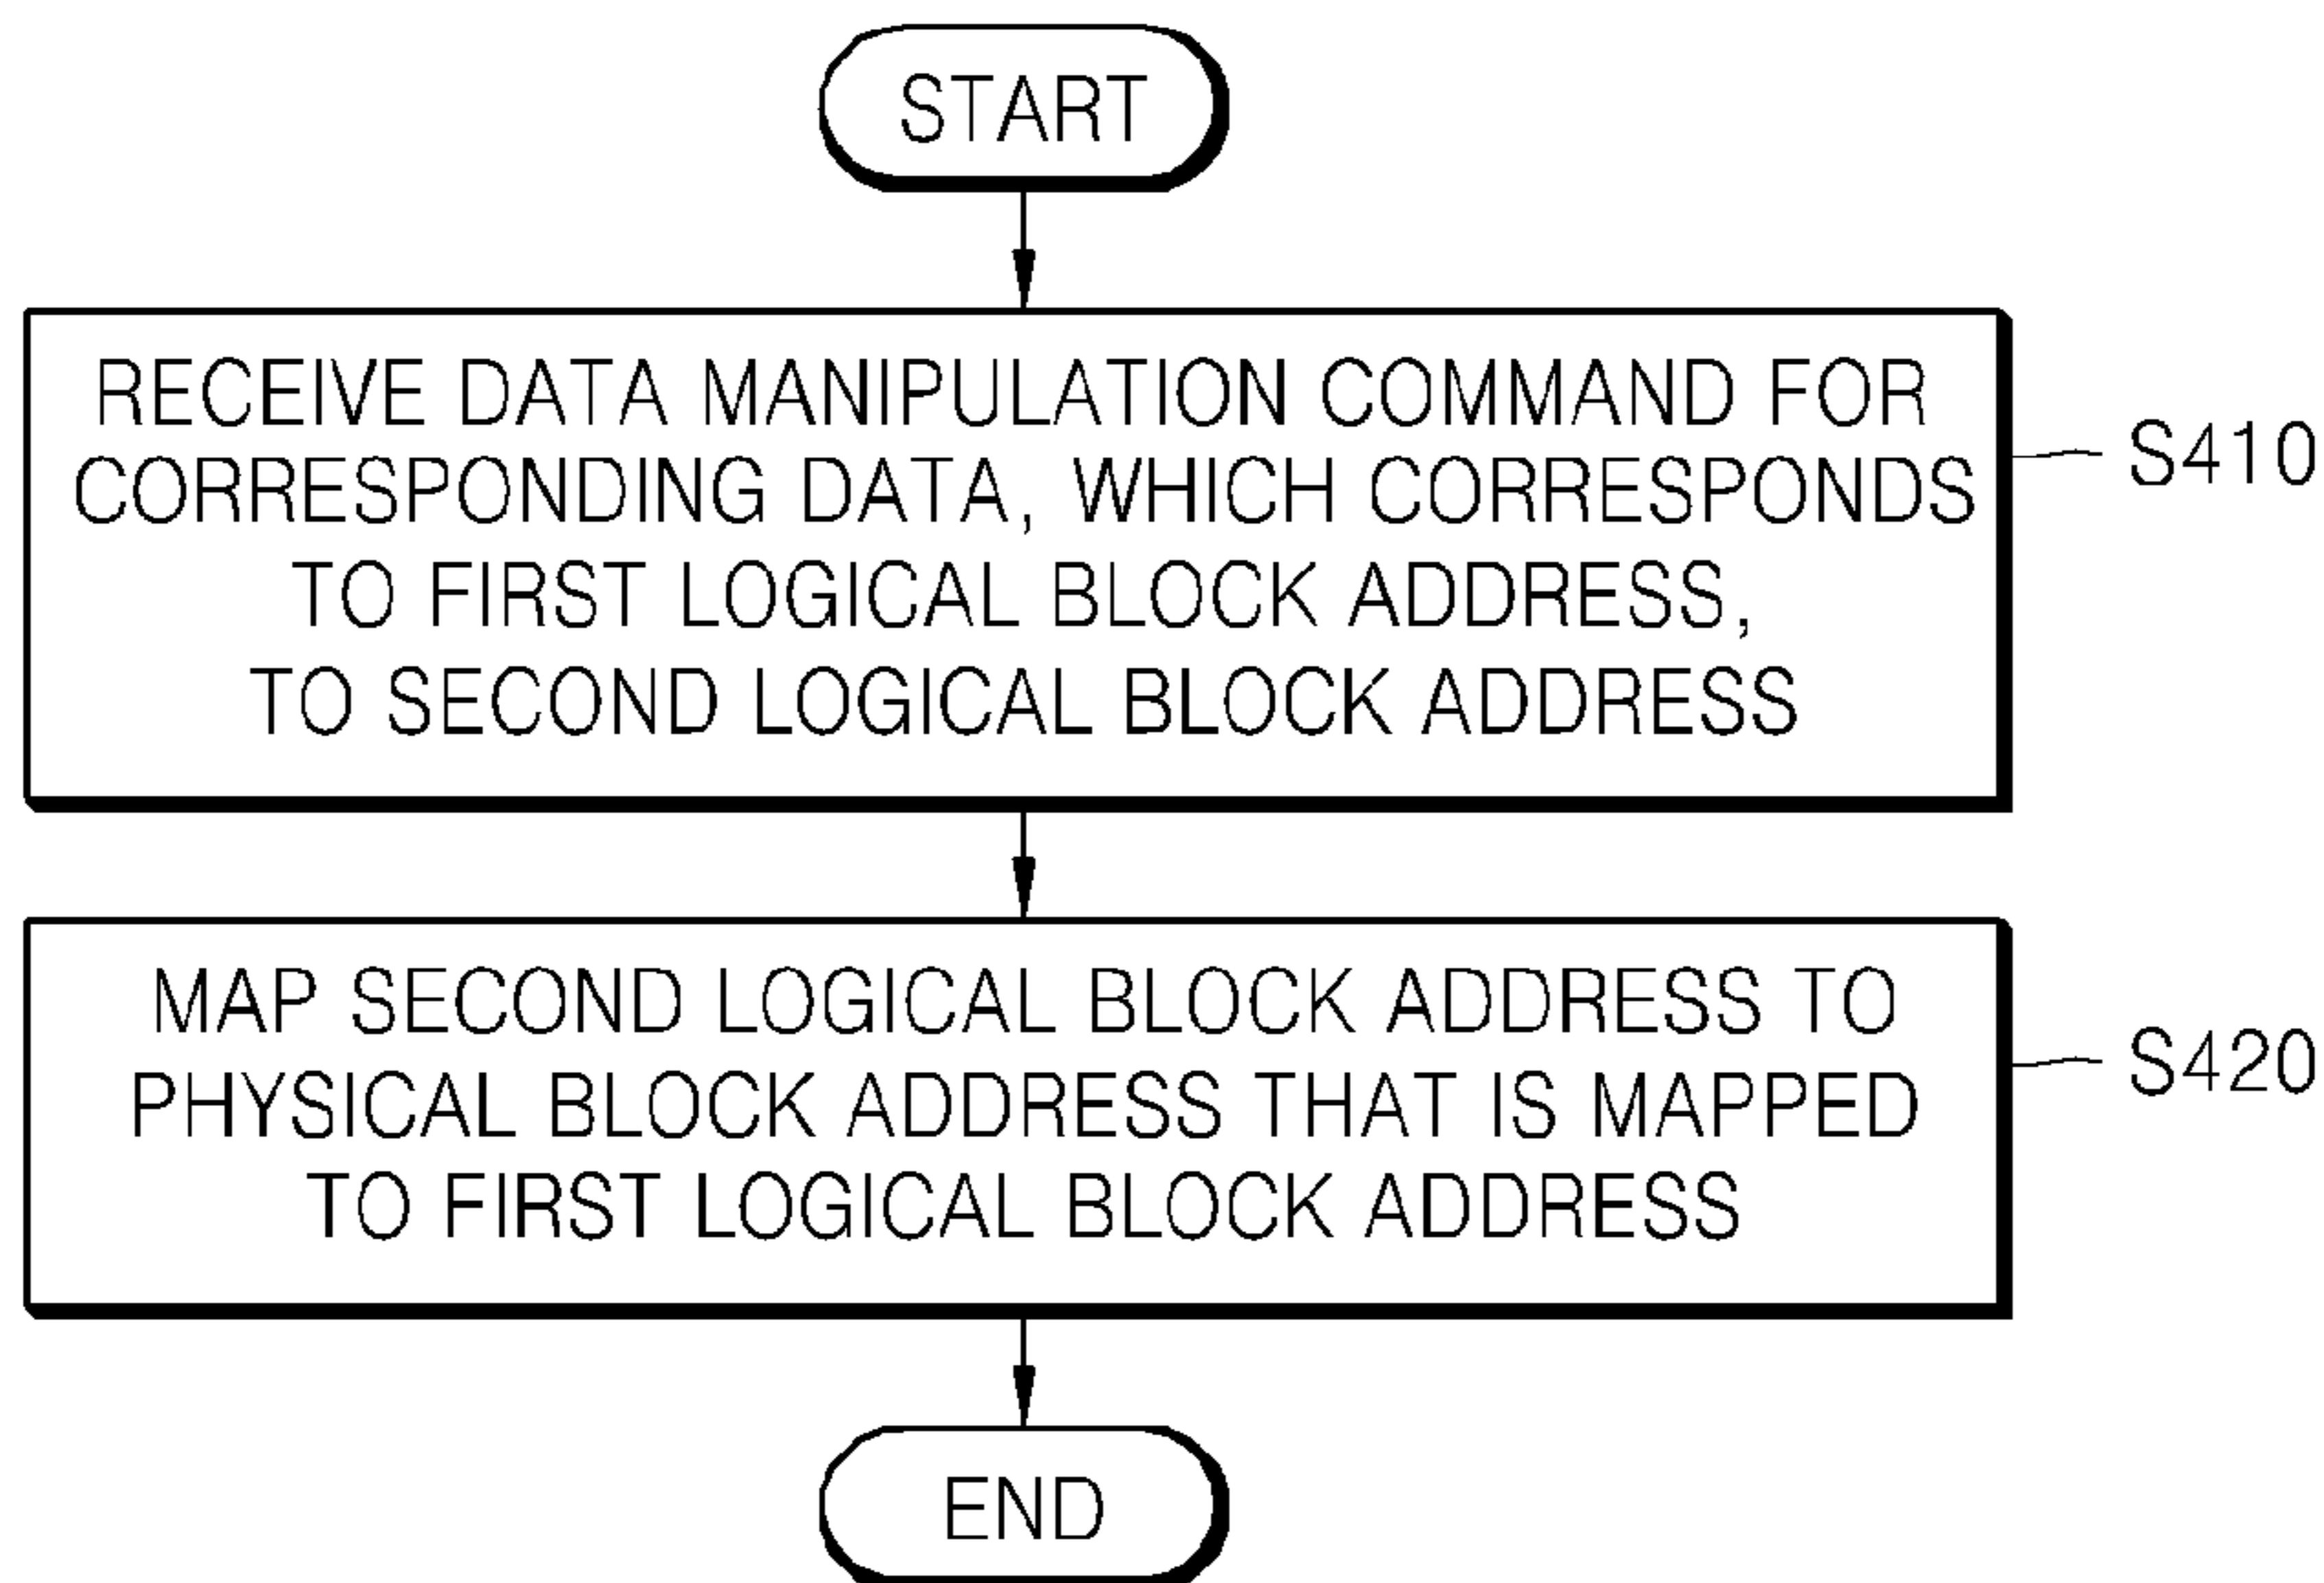 START
RECEIVE DATA MANIPULATION COMMAND FOR
CORRESPONDING DATA, WHICH CORRESPONDS
TO FIRST LOGICAL BLOCK ADDRESS,
TO SECOND LOGICAL BLOCK ADDRESS
S410
MAP SECOND LOGICAL BLOCK ADDRESS TO
PHYSICAL BLOCK ADDRESS THAT IS MAPPED
TO FIRST LOGICAL BLOCK ADDRESS
S420
END